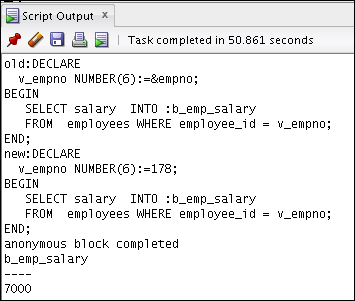 Script Output x
Task completed in 50.861 seconds
old:DECLARE
  v_empno NUMBER(6):=&empno;
BEGIN
   SELECT salary  INTO :b_emp_salary
   FROM  employees WHERE employee_id = v_empno;
END;
new:DECLARE
  v_empno NUMBER(6):=178;
BEGIN
   SELECT salary  INTO :b_emp_salary
   FROM  employees WHERE employee_id = v_empno;
END;
anonymous block completed
b_emp_salary
----
7000